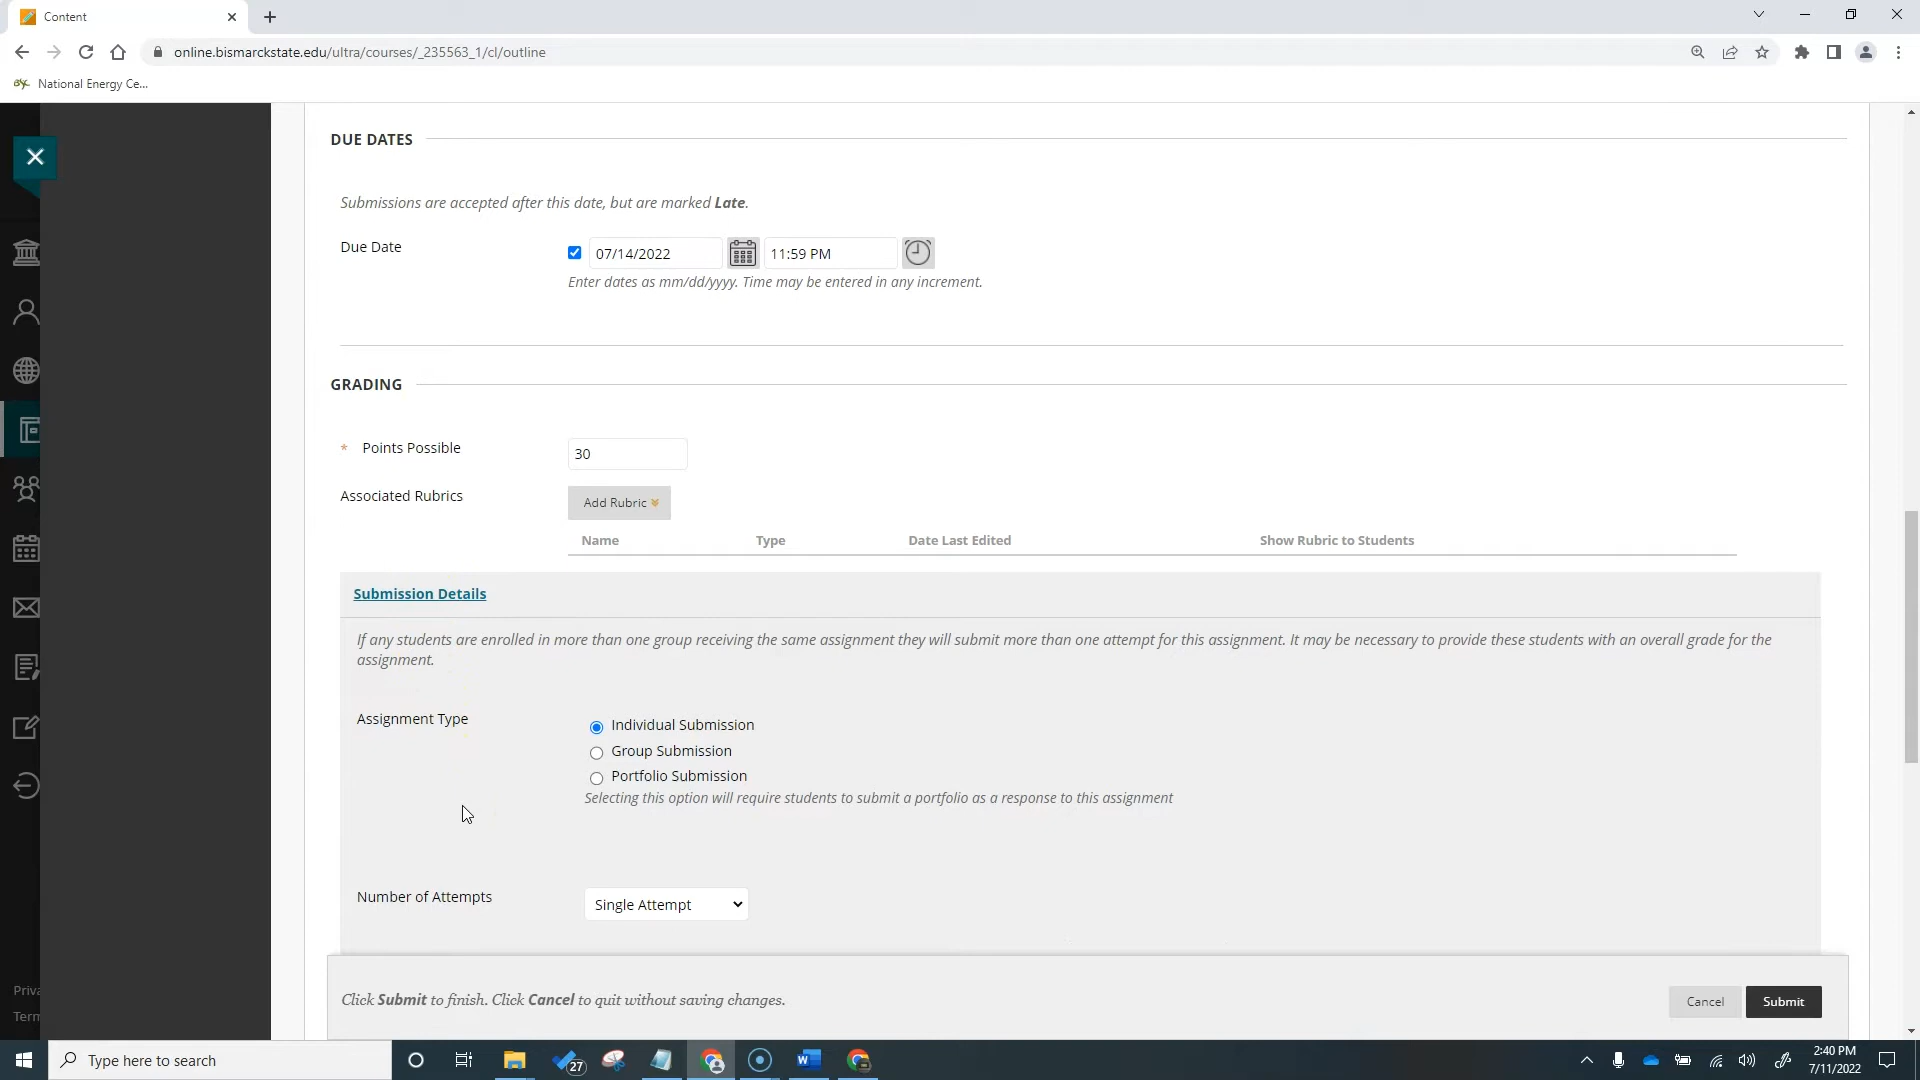 Content
online.bismarckstate.edu/ultra/courses/_235563_1/cl/outline
National Energy Ce...
DUE DATES
Submissions are accepted after this date, but are marked Late.
Due Date
07/14/2022
11:59 PM
Enter dates as mm/dd/yyyy. Time may be entered in any increment.
GRADING
* Points Possible
30
Associated Rubrics
Add Rubric
Name Type Date Last Edited Show Rubric to Students
Submission Details
If any students are enrolled in more than one group receiving the same assignment they will submit more than one attempt for this assignment. It may be necessary to provide these students with an overall grade for the
assignment.
Assignment Type
Individual Submission
Group Submission
Portfolio Submission
Selecting this option will require students to submit a portfolio as a response to this assignment
Number of Attempts
Single Attempt
Priva
Term
Click Submit to finish. Click Cancel to quit without saving changes.
Cancel
Submit
Type here to search
27
2:40 PM
7/11/2022